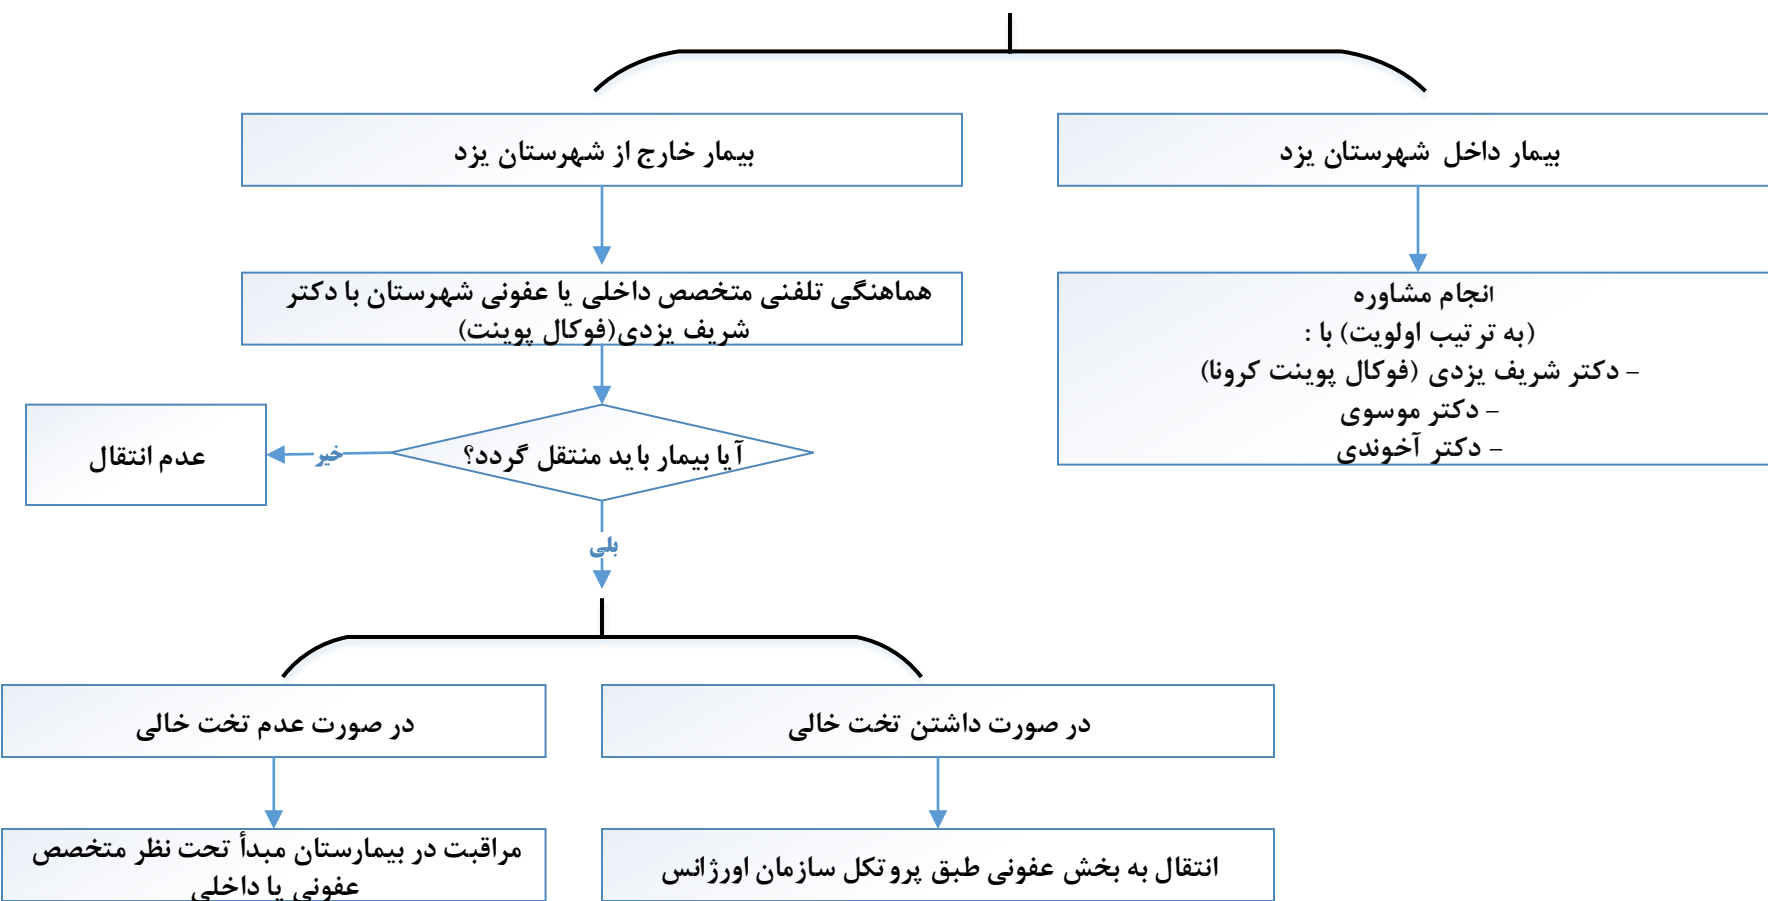 بیمار داخل شهرستان یزد
بیمار خارج از شهرستان یزد
انجام مشاوره
(به ترتیب اولویت) با :
- دکتر شریف یزدی (فوکال پوینت کرونا)
- دکتر موسوی
- دکتر آخوندی
هماهنگی تلفنی متخصص داخلی یا عفونی شهرستان با دکتر
شریف یزدی(فوکال پوینت)
آیا بیمار باید منتقل گردد؟
خیر
عدم انتقال
بلی
در صورت داشتن تخت خالی
در صورت عدم تخت خالی
انتقال به بخش عفونی طبق پروتکل سازمان اورژانس
مراقبت در بیمارستان مبدأ تحت نظر متخصص
عفونی یا داخلی